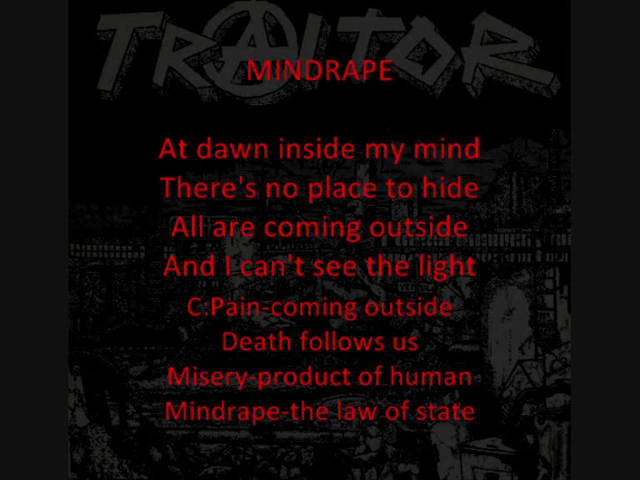 TRAITOR
MINDRAPE
At dawn inside my mind
There's no place to hide
All are coming outside
And I can't see the light
C:Pain-coming outside
Death follows us
Misery-product of human
Mindrape-the law of state